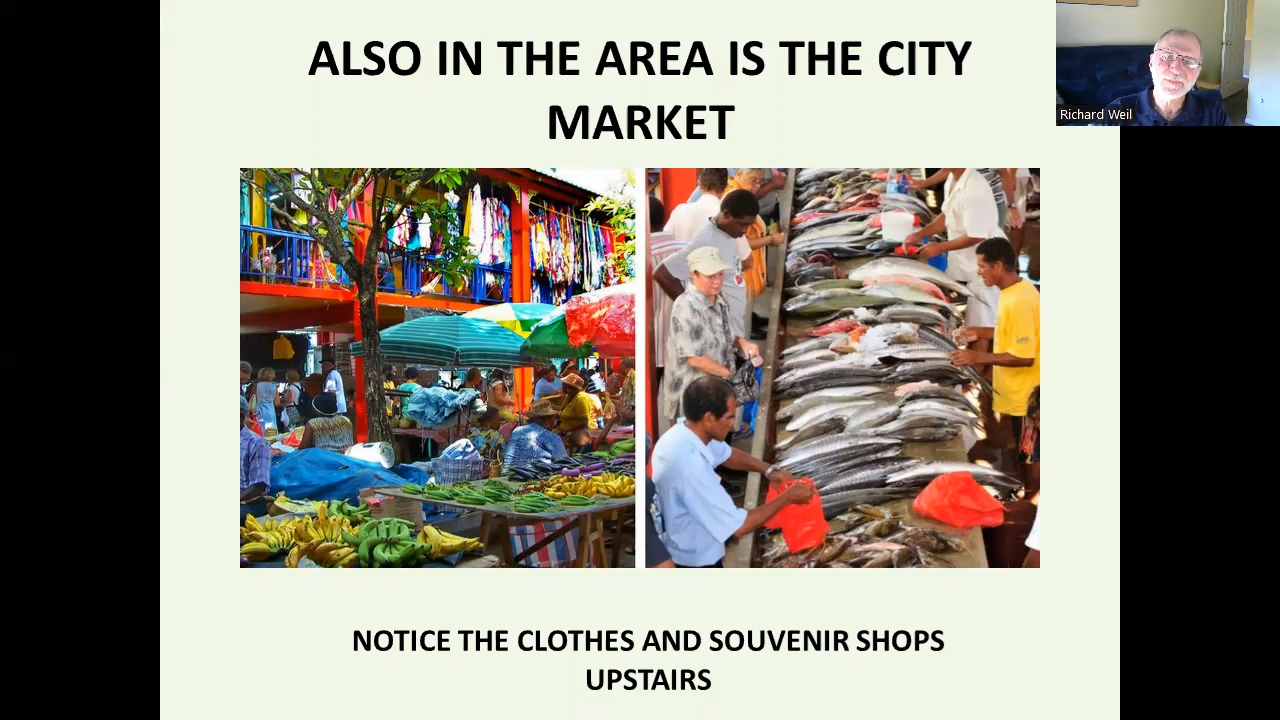 ALSO IN THE AREA IS THE CITY
MARKET
Richard Weil
NOTICE THE CLOTHES AND SOUVENIR SHOPS
UPSTAIRS